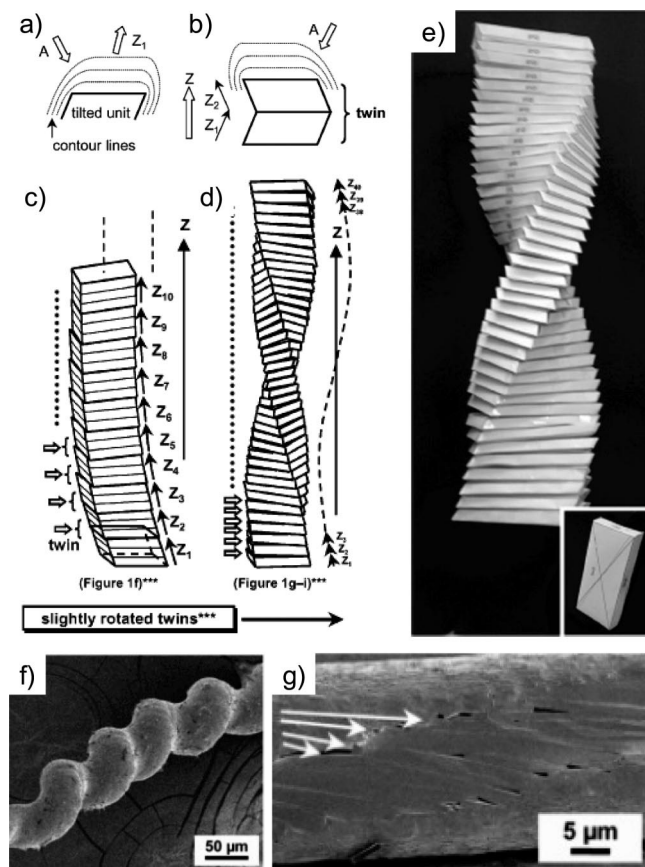 a)
A
Z1
tilted unit
contour lines
b)
A
Z
Z2
Z1
twin
c)
Z
Z10
Z9
Z8
Z7
Z6
Z5
Z4
Z3
Z2
Z1
twin
(Figure 1f)***
d)
Z40
Z39
Z38
Z
Z3
Z2
Z1
(Figure 1g–i)***
slightly rotated twins***
e)
f)
50 µm
g)
5 µm